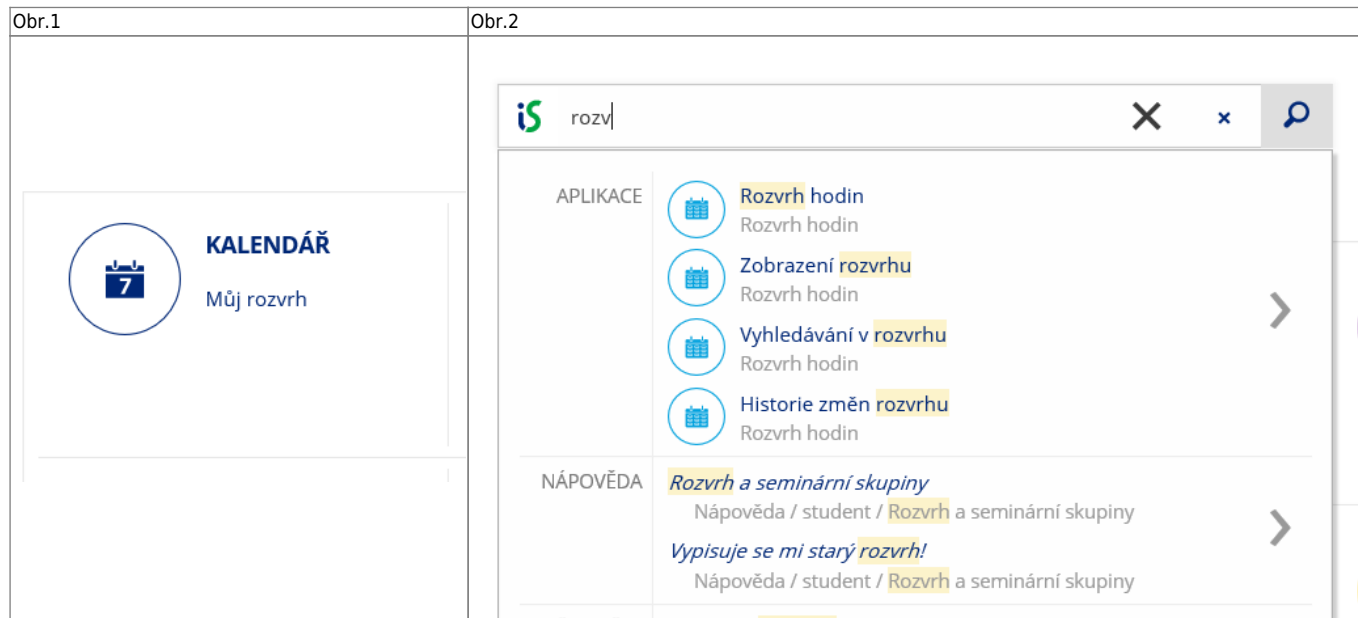 Obr.1
Obr.2
KALENDÁŘ
7
Můj rozvrh
iS rozv
APLIKACE
Rozvrh hodin
Rozvrh hodin
Zobrazení rozvrhu
Rozvrh hodin
Vyhledávání v rozvrhu
Rozvrh hodin
Historie změn rozvrhu
Rozvrh hodin
NÁPOVĚDA
Rozvrh a seminární skupiny
Nápověda / student / Rozvrh a seminární skupiny
Vypisuje se mi starý rozvrh!
Nápověda / student / Rozvrh a seminární skupiny